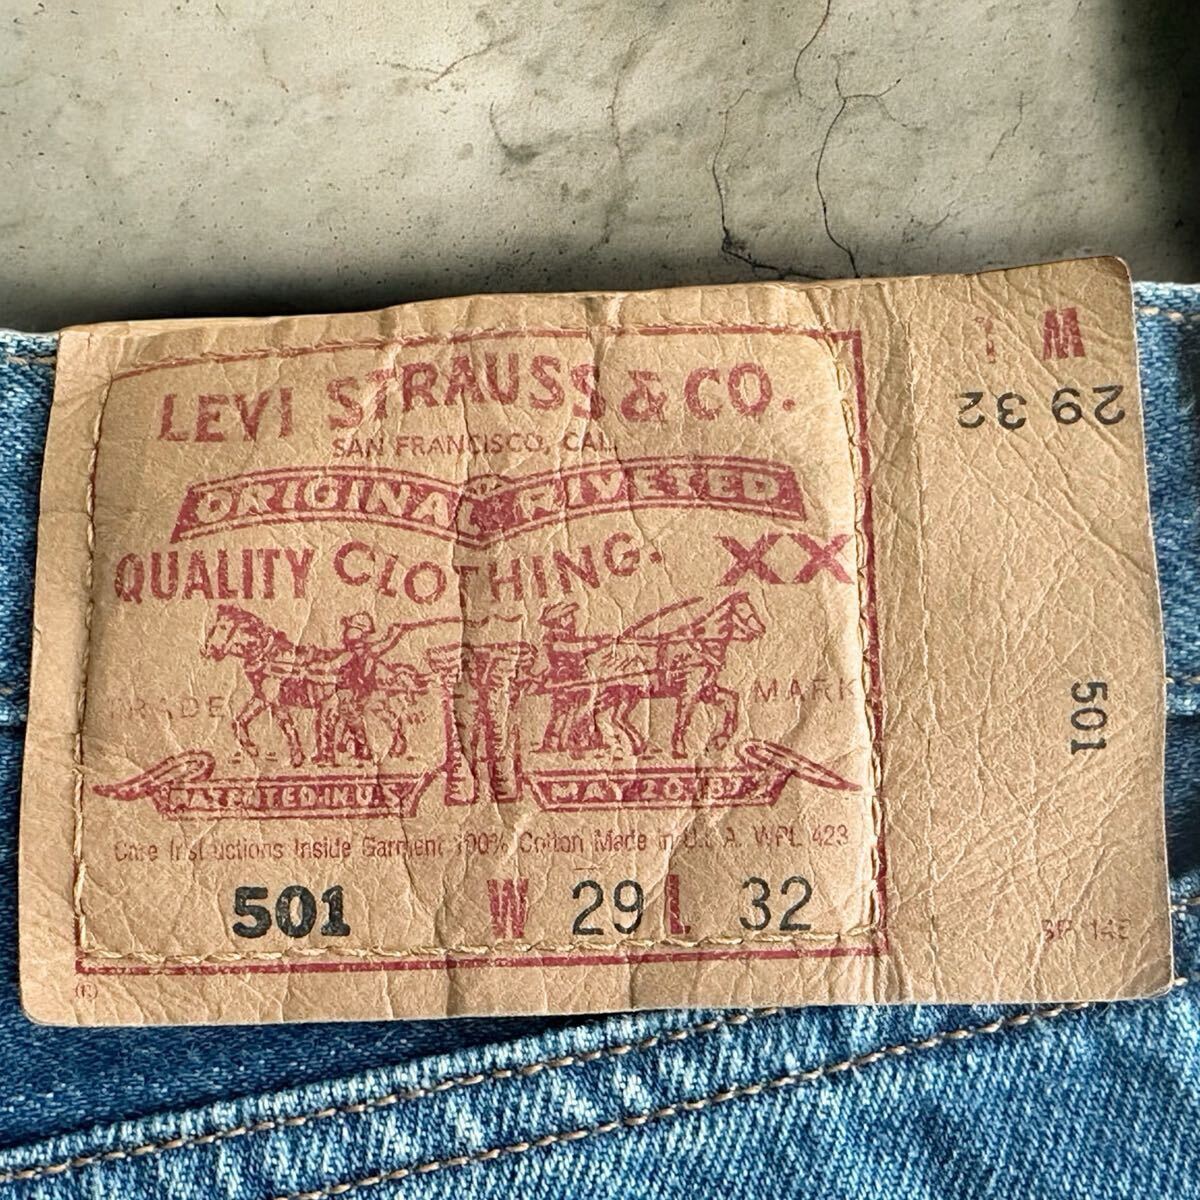 LEVI STRAUSS & CO.
SAN FRANCISCO, CAL.
ORIGINAL RIVETED
QUALITY CLOTHING. XX
TRADE MARK
PATENTED IN U.S. MAY 20 1873
Care Instructions Inside Garment 100% Cotton Made in U.S.A. WPL 423
501 W 29 L 32
(R)
W
29 32
501